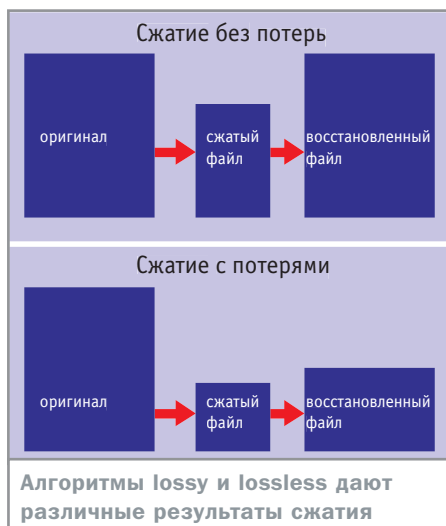 Сжатие без потерь
оригинал
сжатый
файл
восстановленный
файл
Сжатие с потерями
оригинал
сжатый
файл
восстановленный
файл
Алгоритмы lossy и lossless дают
различные результаты сжатия